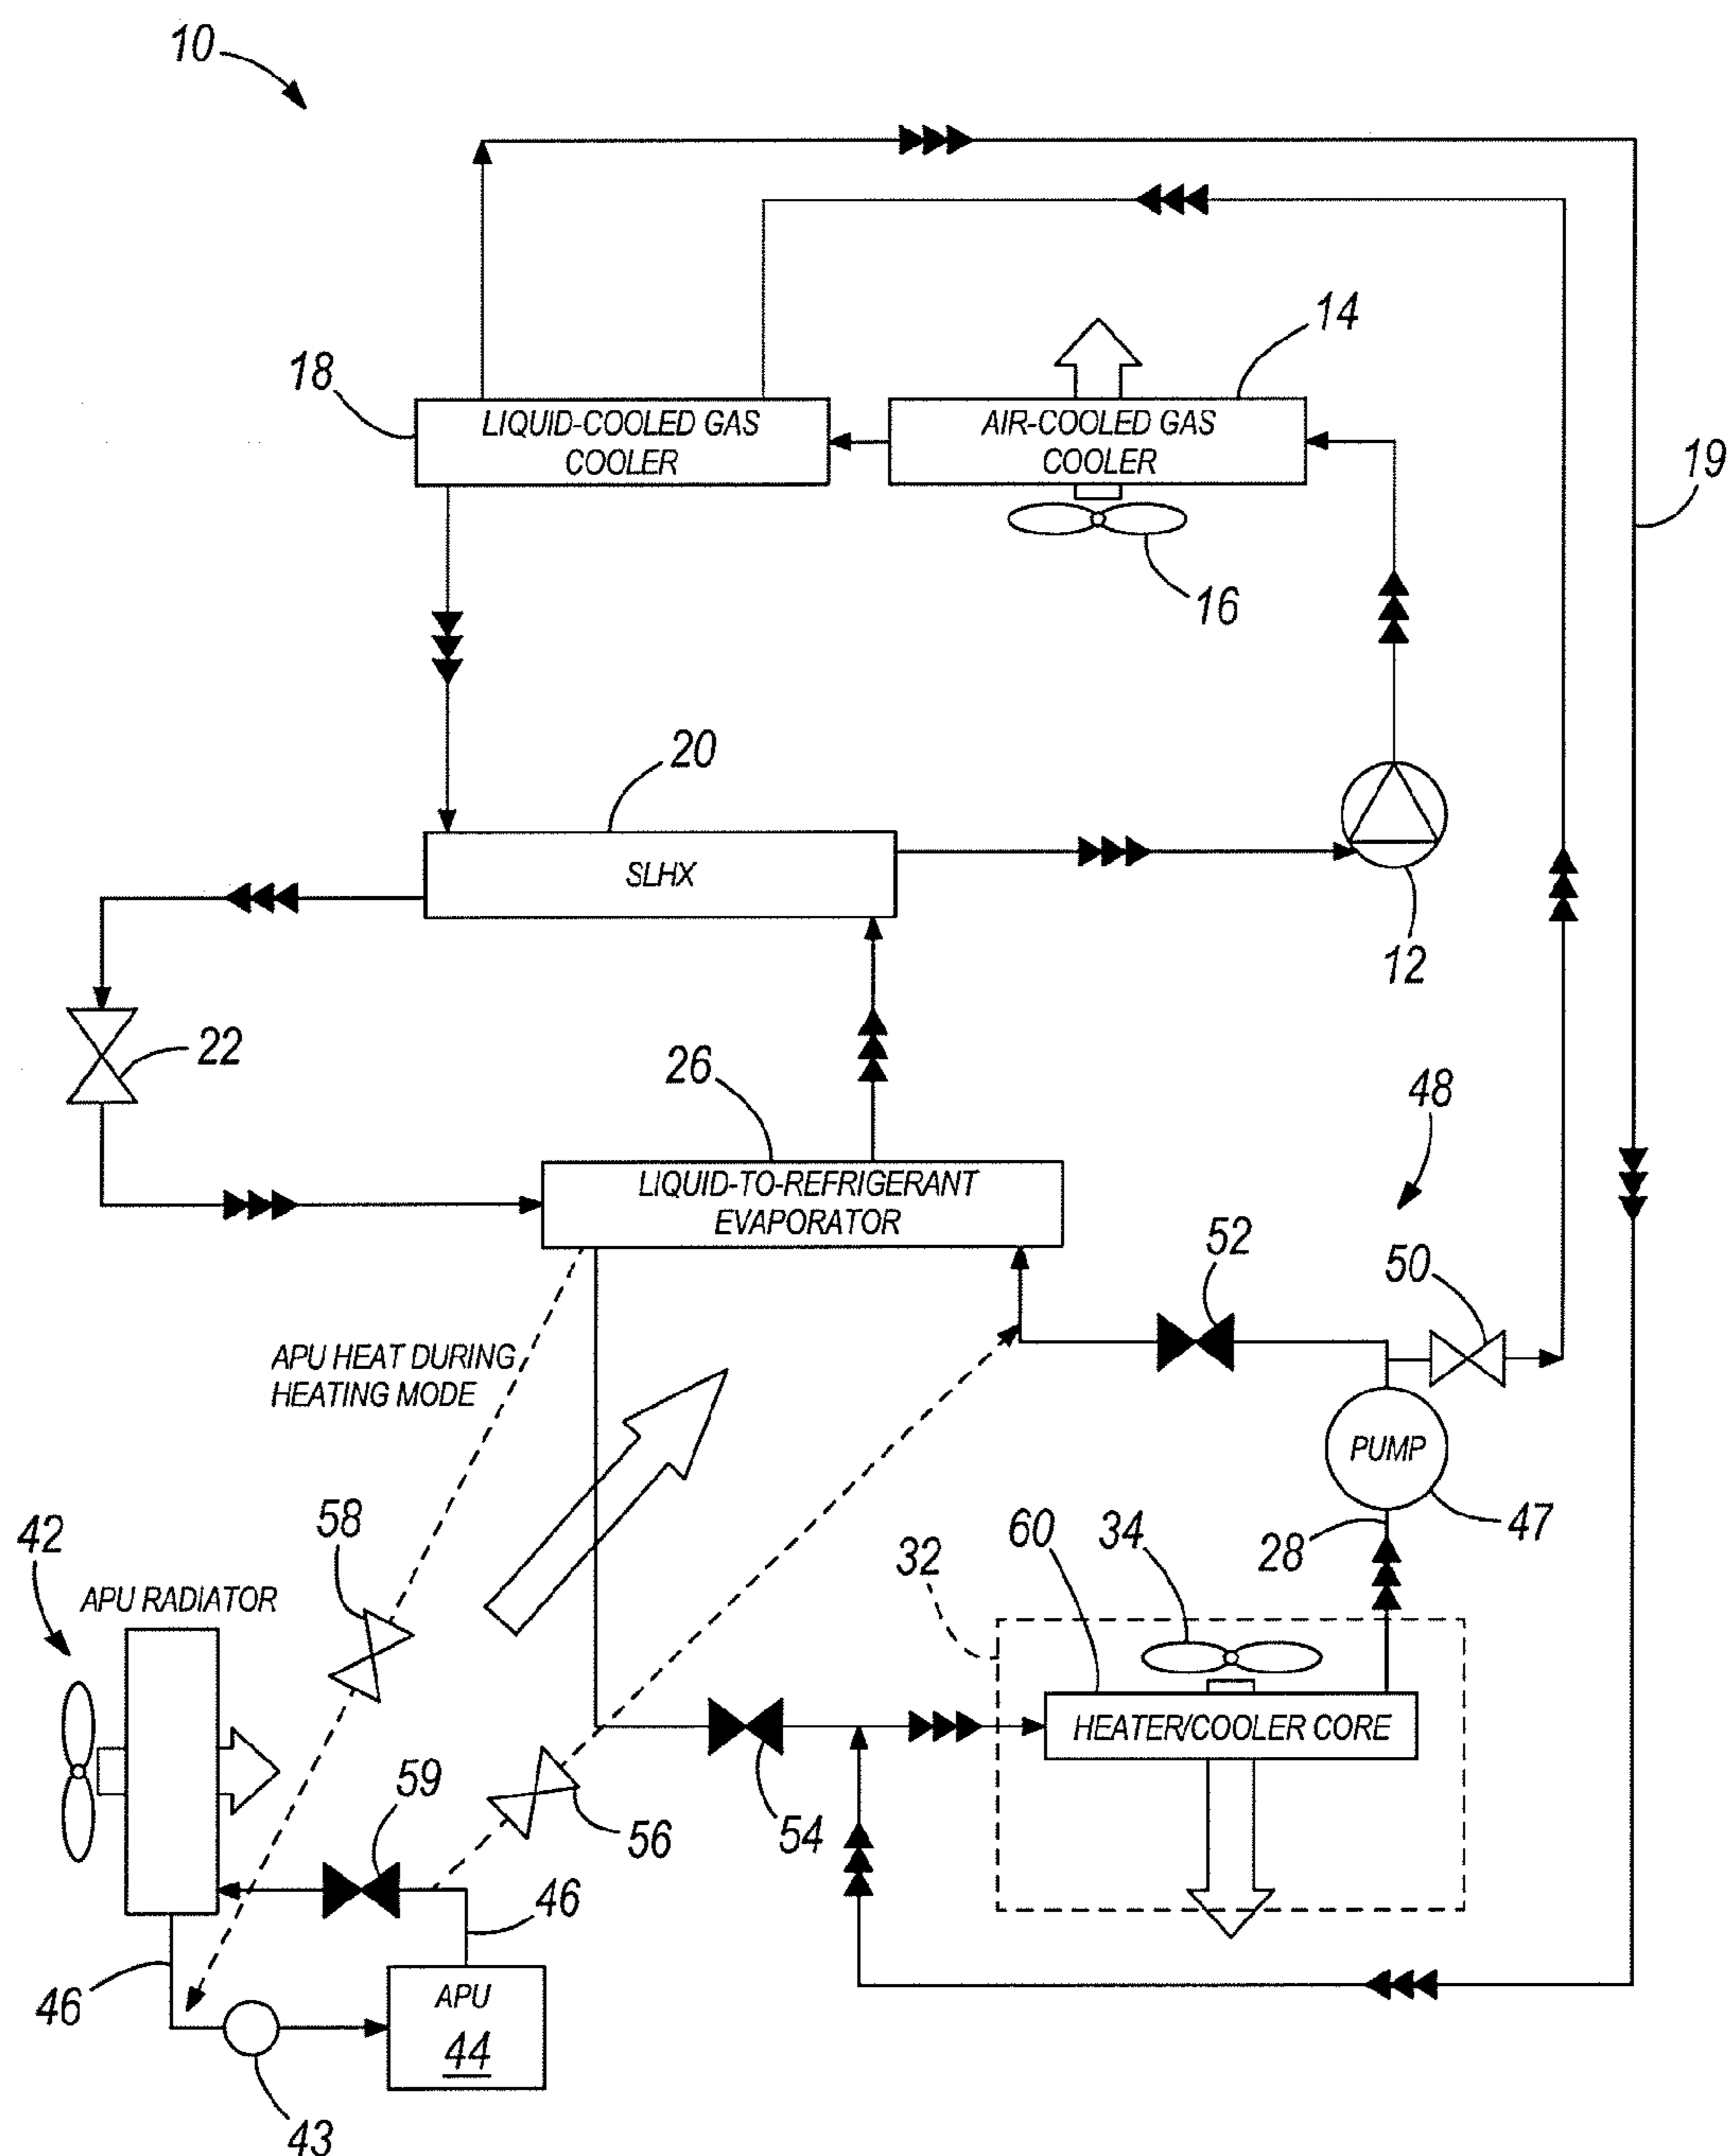 10
14
18
LIQUID-COOLED GAS
COOLER
AIR-COOLED GAS
COOLER
19
16
20
SLHX
12
22
26
48
LIQUID-TO-REFRIGERANT
EVAPORATOR
52
50
APU HEAT DURING
HEATING MODE
PUMP
58
42
60
34
28
47
32
APU RADIATOR
HEATER/COOLER CORE
59
56
54
46
46
APU
44
43